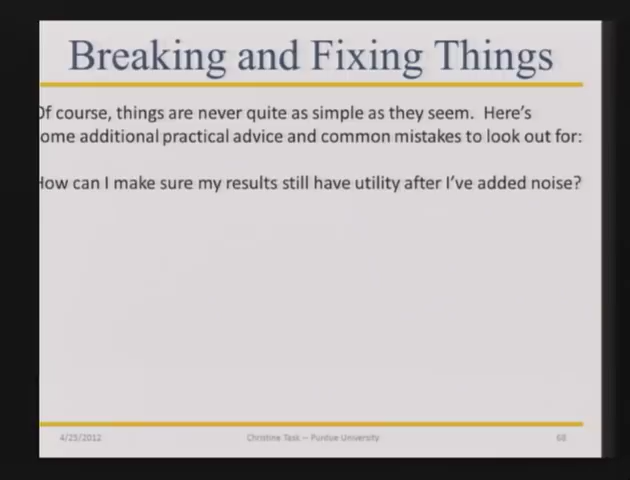 Breaking and Fixing Things
Of course, things are never quite as simple as they seem. Here's
ome additional practical advice and common mistakes to look out for:
How can I make sure my results still have utility after I've added noise?
4/25/2012
Christine Task -- Purdue University
68